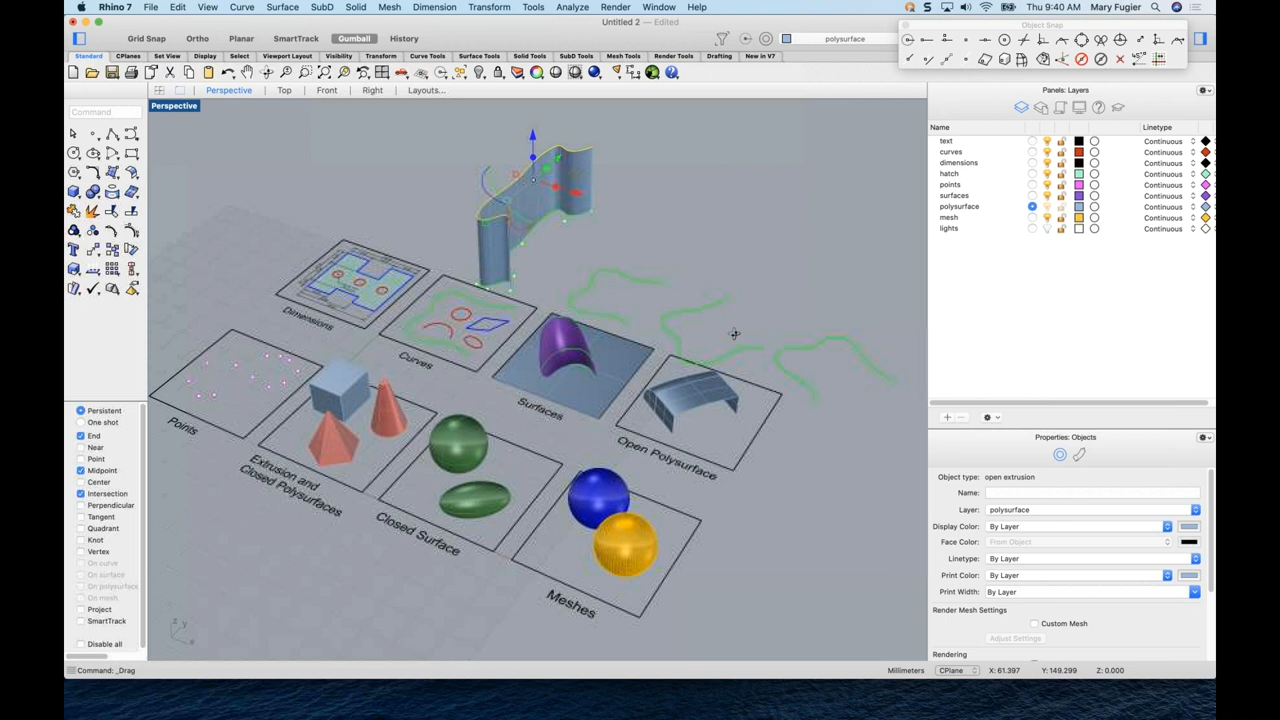 Rhino 7 File Edit View Curve Surface SubD Solid Mesh Dimension Transform Tools Analyze Render Panels Window Help Thu 9:40 AM Mary Fugier
Untitled 2 — Edited
Object Snap
Grid Snap Ortho Planar SmartTrack Gumball History polysurface
Standard CPlanes Set View Display Select Viewport Layout Visibility Transform Curve Tools Surface Tools Solid Tools SubD Tools Mesh Tools Render Tools Drafting New in V7
Perspective Top Front Right Layouts...
Perspective
Command
Dimensions
Curves
Surfaces
Open Polysurface
Points
Extrusion and
Closed Polysurfaces
Closed Surface
Meshes
z y
x
Persistent
One shot
End
Near
Point
Midpoint
Center
Intersection
Perpendicular
Tangent
Quadrant
Knot
Vertex
On curve
On surface
On polysurface
On mesh
Project
SmartTrack
Disable all
Panels: Layers
Name Linetype
text Continuous
curves Continuous
dimensions Continuous
hatch Continuous
points Continuous
surfaces Continuous
polysurface Continuous
mesh Continuous
lights Continuous
Properties: Objects
Object type: open extrusion
Name:
Layer: polysurface
Display Color: By Layer
Face Color: From Object
Linetype: By Layer
Print Color: By Layer
Print Width: By Layer
Render Mesh Settings
Custom Mesh
Adjust Settings
Rendering
Command: _Drag Millimeters CPlane X: 61.397 Y: 149.299 Z: 0.000